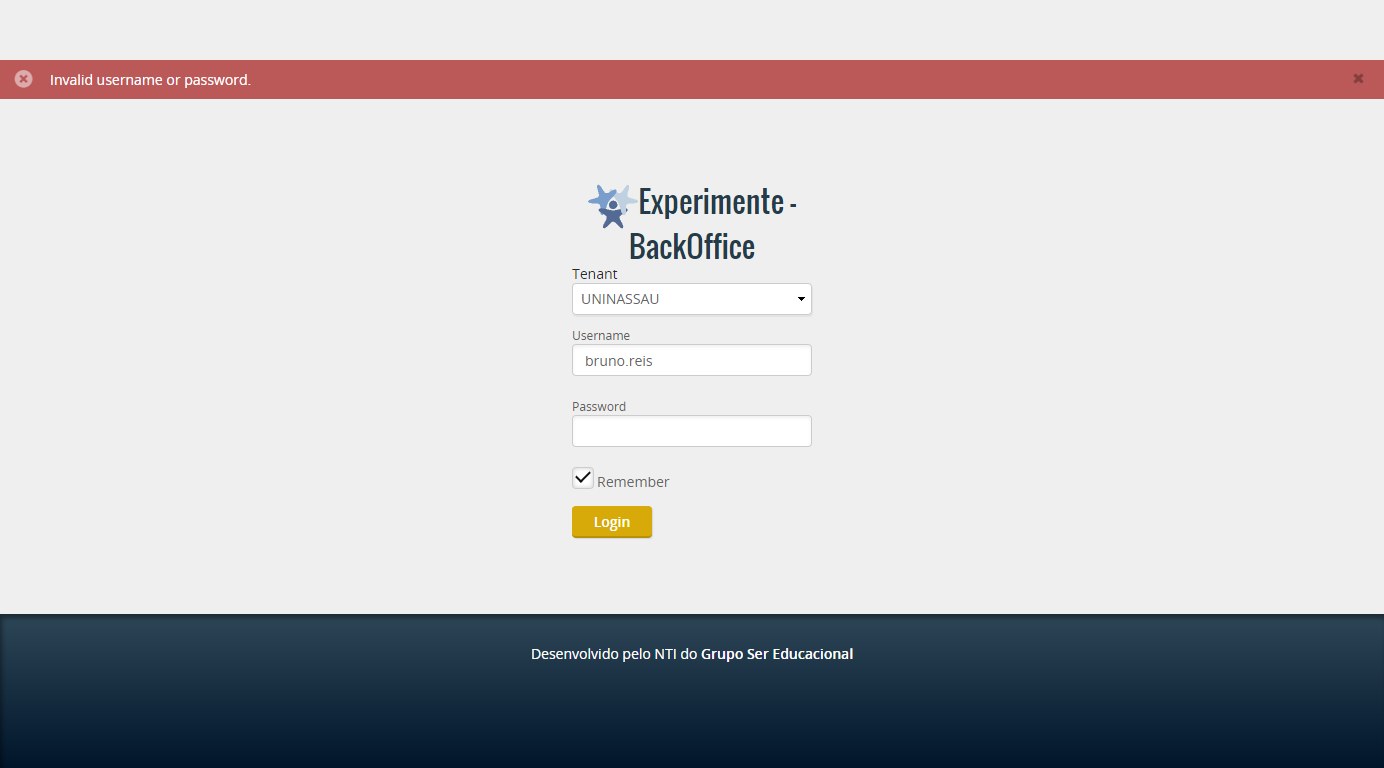 Invalid username or password.
Experimente -
BackOffice
Tenant
UNINASSAU
Username
bruno.reis
Password
Remember
Login
Desenvolvido pelo NTI do Grupo Ser Educacional